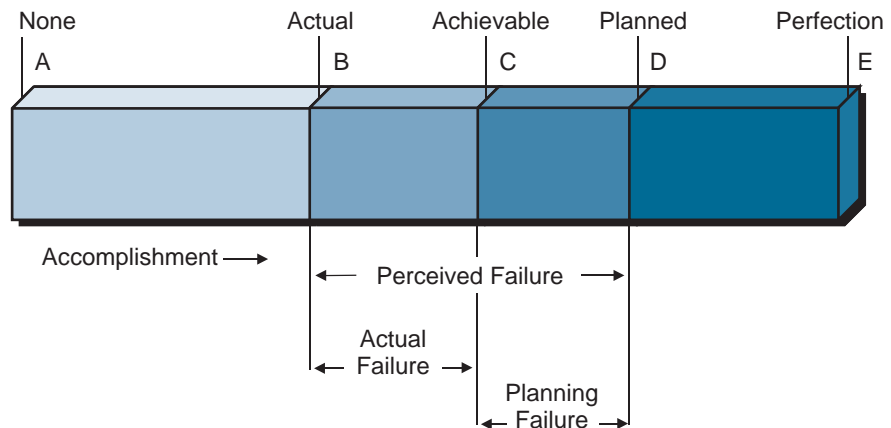 None Actual Achievable Planned Perfection
A B C D E
Accomplishment
Perceived Failure
Actual
Failure
Planning
Failure